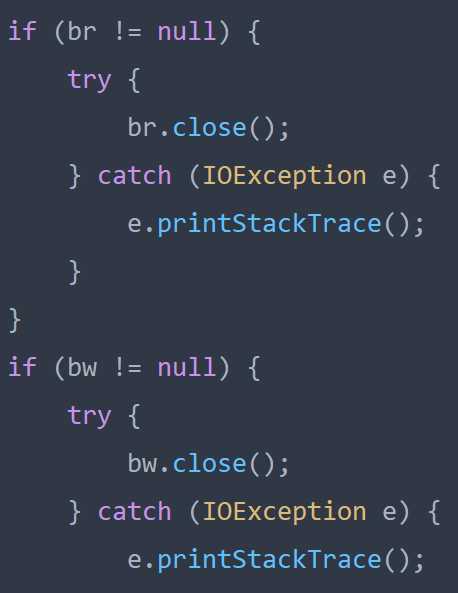 if (br != null) {
    try {
        br.close();
    } catch (IOException e) {
        e.printStackTrace();
    }
}
if (bw != null) {
    try {
        bw.close();
    } catch (IOException e) {
        e.printStackTrace();